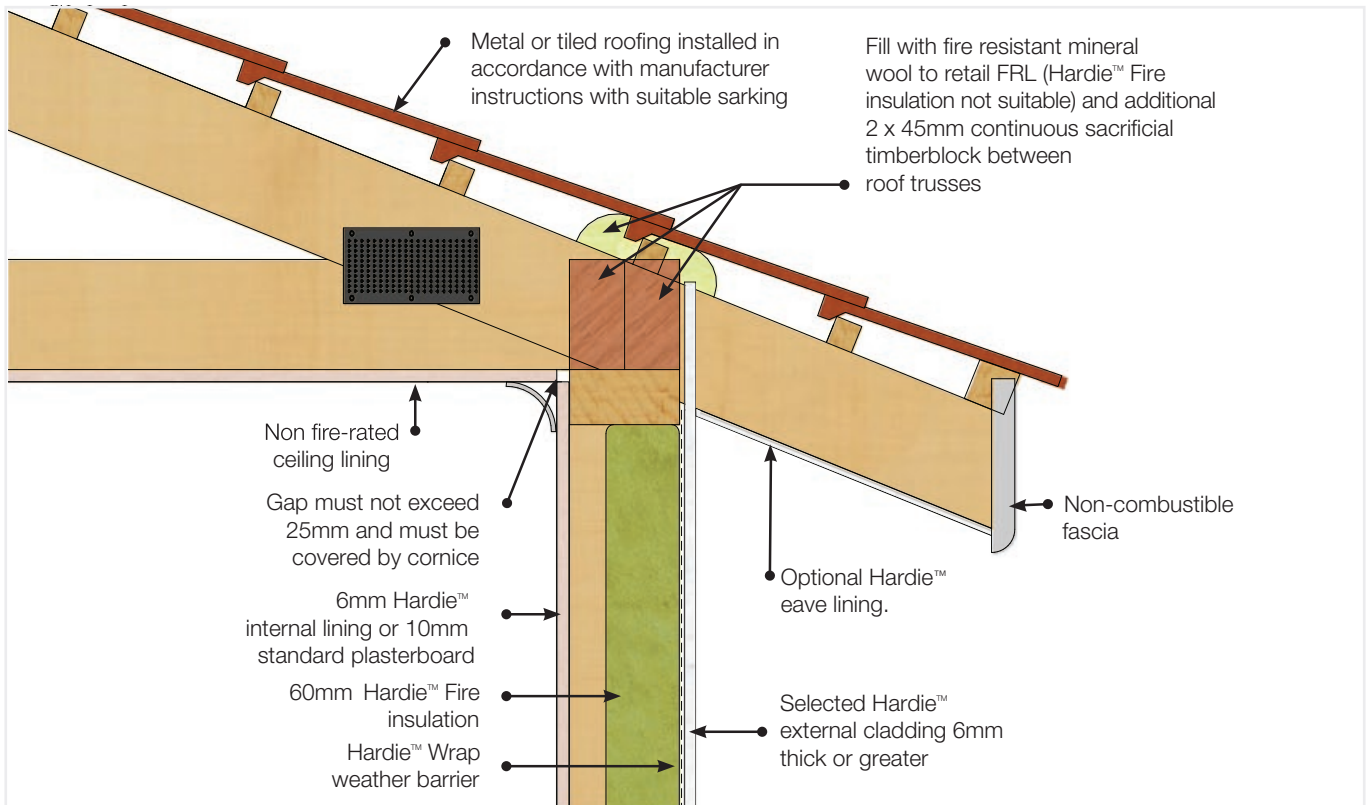 Metal or tiled roofing installed in
accordance with manufacturer
instructions with suitable sarking
Fill with fire resistant mineral
wool to retail FRL (Hardie™ Fire
insulation not suitable) and additional
2 x 45mm continuous sacrificial
timberblock between
roof trusses
Non fire-rated
ceiling lining
Gap must not exceed
25mm and must be
covered by cornice
6mm Hardie™
internal lining or 10mm
standard plasterboard
60mm Hardie™ Fire
insulation
Hardie™ Wrap
weather barrier
Non-combustible
fascia
Optional Hardie™
eave lining.
Selected Hardie™
external cladding 6mm
thick or greater